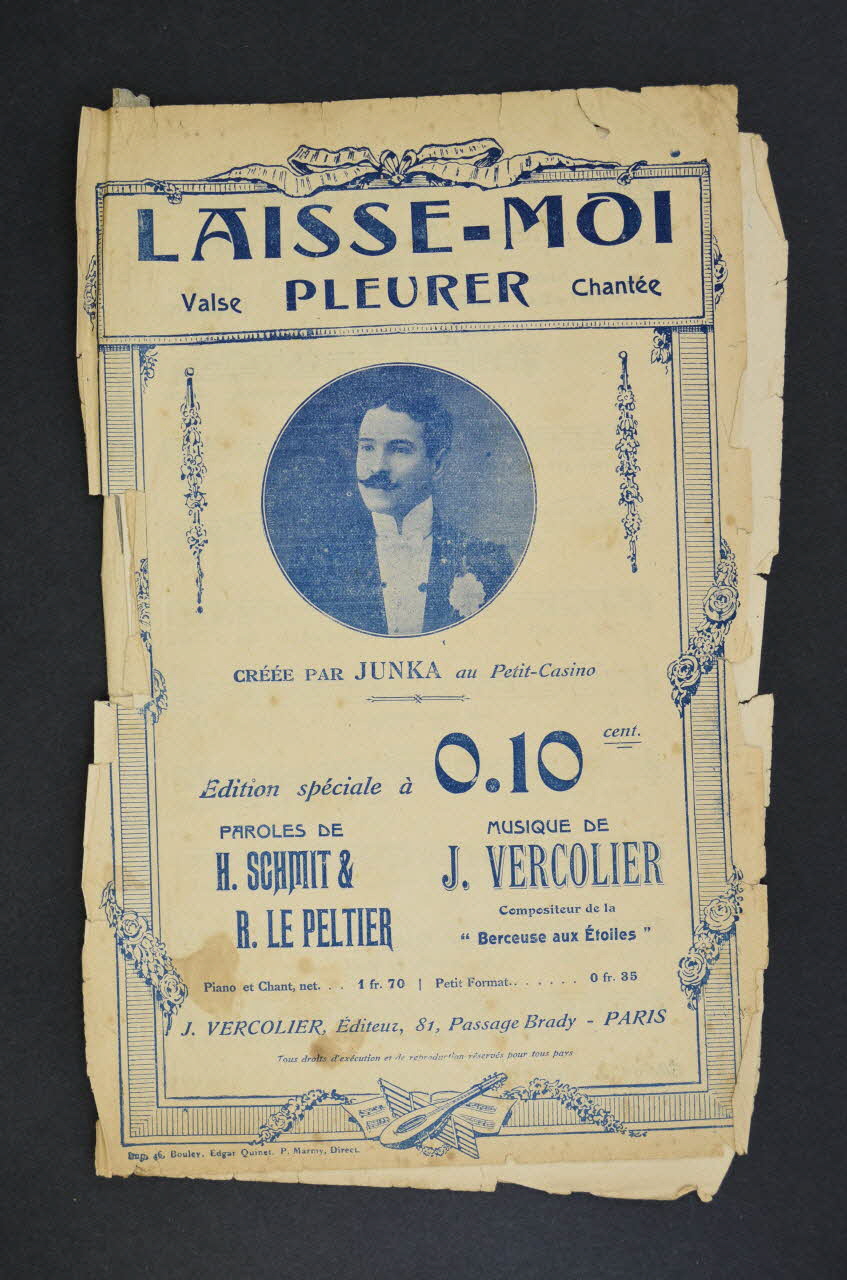 LAISSE-MOI
Valse PLEURER Chantée
CRÉÉE PAR JUNKA au Petit-Casino
Edition spéciale à 0.10 cent.
PAROLES DE
H. SCHMIT &
R. LE PELTIER
MUSIQUE DE
J. VERCOLIER
Compositeur de la
“ Berceuse aux Étoiles ”
Piano et Chant, net. . . 1 fr. 70 | Petit Format. . . . . . . 0 fr. 35
J. VERCOLIER, Éditeur, 81, Passage Brady - PARIS
Tous droits d'exécution et de reproduction réservés pour tous pays
Imp. 46, Boulev. Edgar Quinet. P. Marmy, Direct.